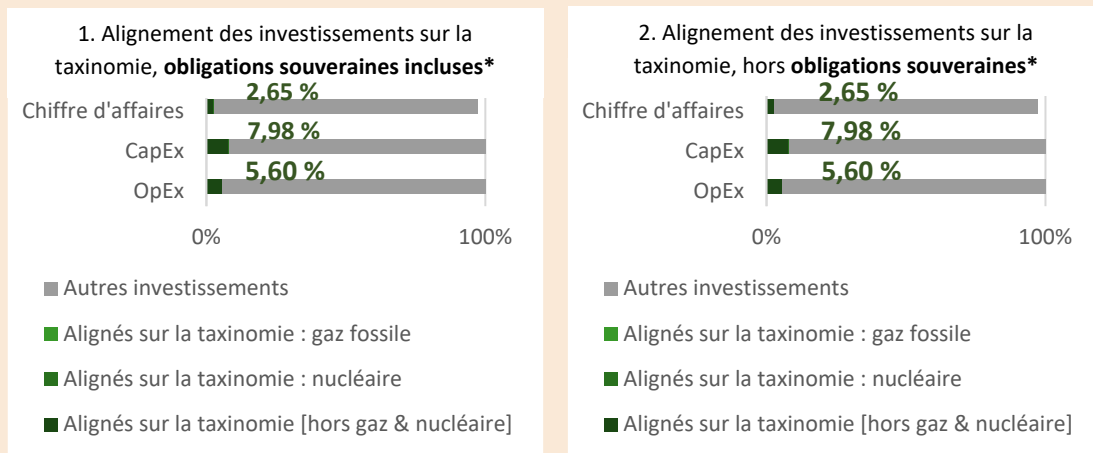 1. Alignement des investissements sur la
taxinomie, obligations souveraines incluses*
2,65 %
Chiffre d'affaires
7,98 %
CapEx
5,60 %
OpEx
0%
100%
Autres investissements
Alignés sur la taxinomie : gaz fossile
Alignés sur la taxinomie : nucléaire
Alignés sur la taxinomie [hors gaz & nucléaire]
2. Alignement des investissements sur la
taxinomie, hors obligations souveraines*
2,65 %
Chiffre d'affaires
7,98 %
CapEx
5,60 %
OpEx
0%
100%
Autres investissements
Alignés sur la taxinomie : gaz fossile
Alignés sur la taxinomie : nucléaire
Alignés sur la taxinomie [hors gaz & nucléaire]